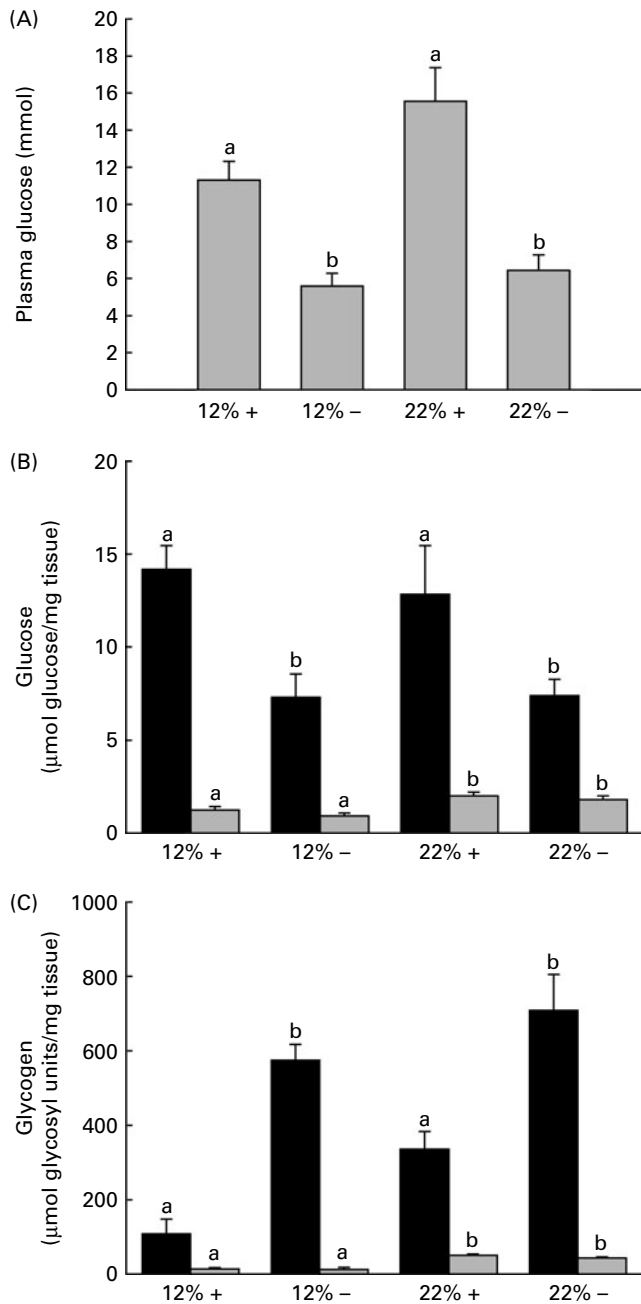 (A)
Plasma glucose (mmol)
20
18
16
14
12
10
8
6
4
2
0
a
b
a
b
12% +
12% –
22% +
22% –
(B)
Glucose
(μmol glucose/mg tissue)
20
15
10
5
0
a
a
b
a
a
b
b
b
12% +
12% –
22% +
22% –
(C)
Glycogen
(μmol glycosyl units/mg tissue)
1000
800
600
400
200
0
a
a
b
a
a
b
b
b
12% +
12% –
22% +
22% –